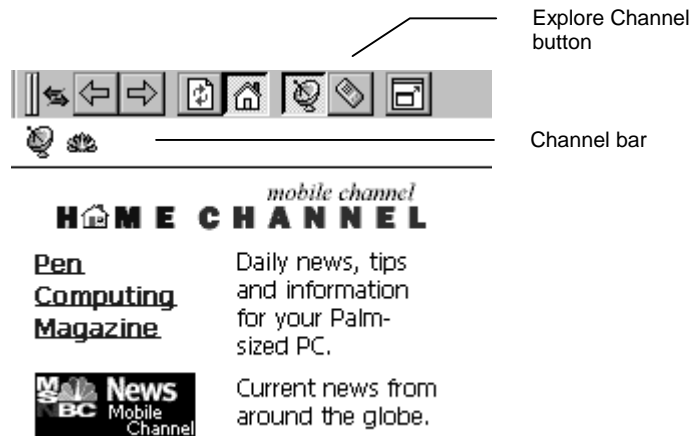 Explore Channel
button
Channel bar
mobile channel
HOME CHANNEL
Pen
Computing
Magazine
Daily news, tips
and information
for your Palm-
sized PC.
MSNBC News
Mobile
Channel
Current news from
around the globe.